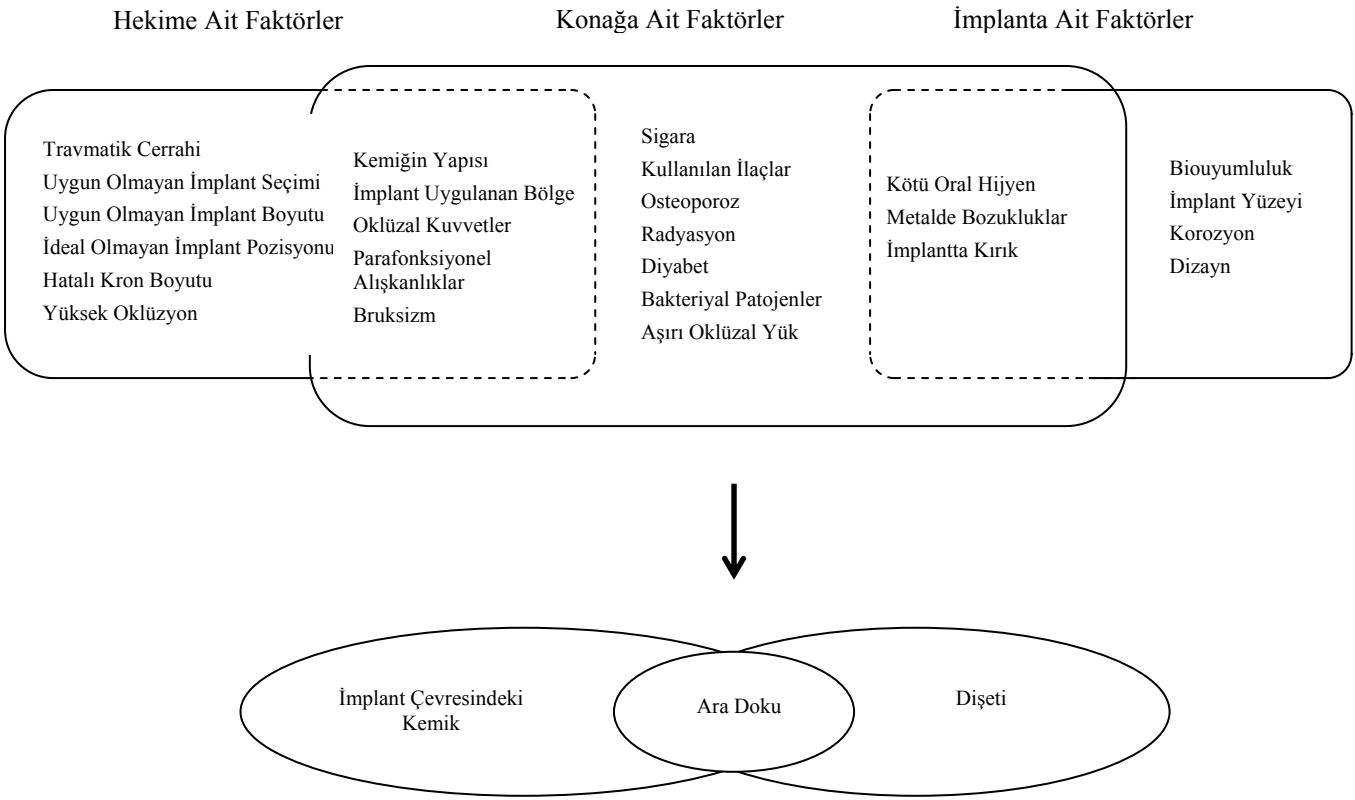 Hekime Ait Faktörler
Konağa Ait Faktörler
İmplanta Ait Faktörler
Travmatik Cerrahi
Uygun Olmayan İmplant Seçimi
Uygun Olmayan İmplant Boyutu
İdeal Olmayan İmplant Pozisyonu
Hatalı Kron Boyutu
Yüksek Oklüzyon
Kemiğin Yapısı
İmplant Uygulanan Bölge
Oklüzal Kuvvetler
Parafonksiyonel
Alışkanlıklar
Bruksizm
Sigara
Kullanılan İlaçlar
Osteoporoz
Radyasyon
Diyabet
Bakteriyal Patojenler
Aşırı Oklüzal Yük
Kötü Oral Hijyen
Metalde Bozukluklar
İmplantta Kırık
Biouyumluluk
İmplant Yüzeyi
Korozyon
Dizayn
İmplant Çevresindeki
Kemik
Ara Doku
Dişeti